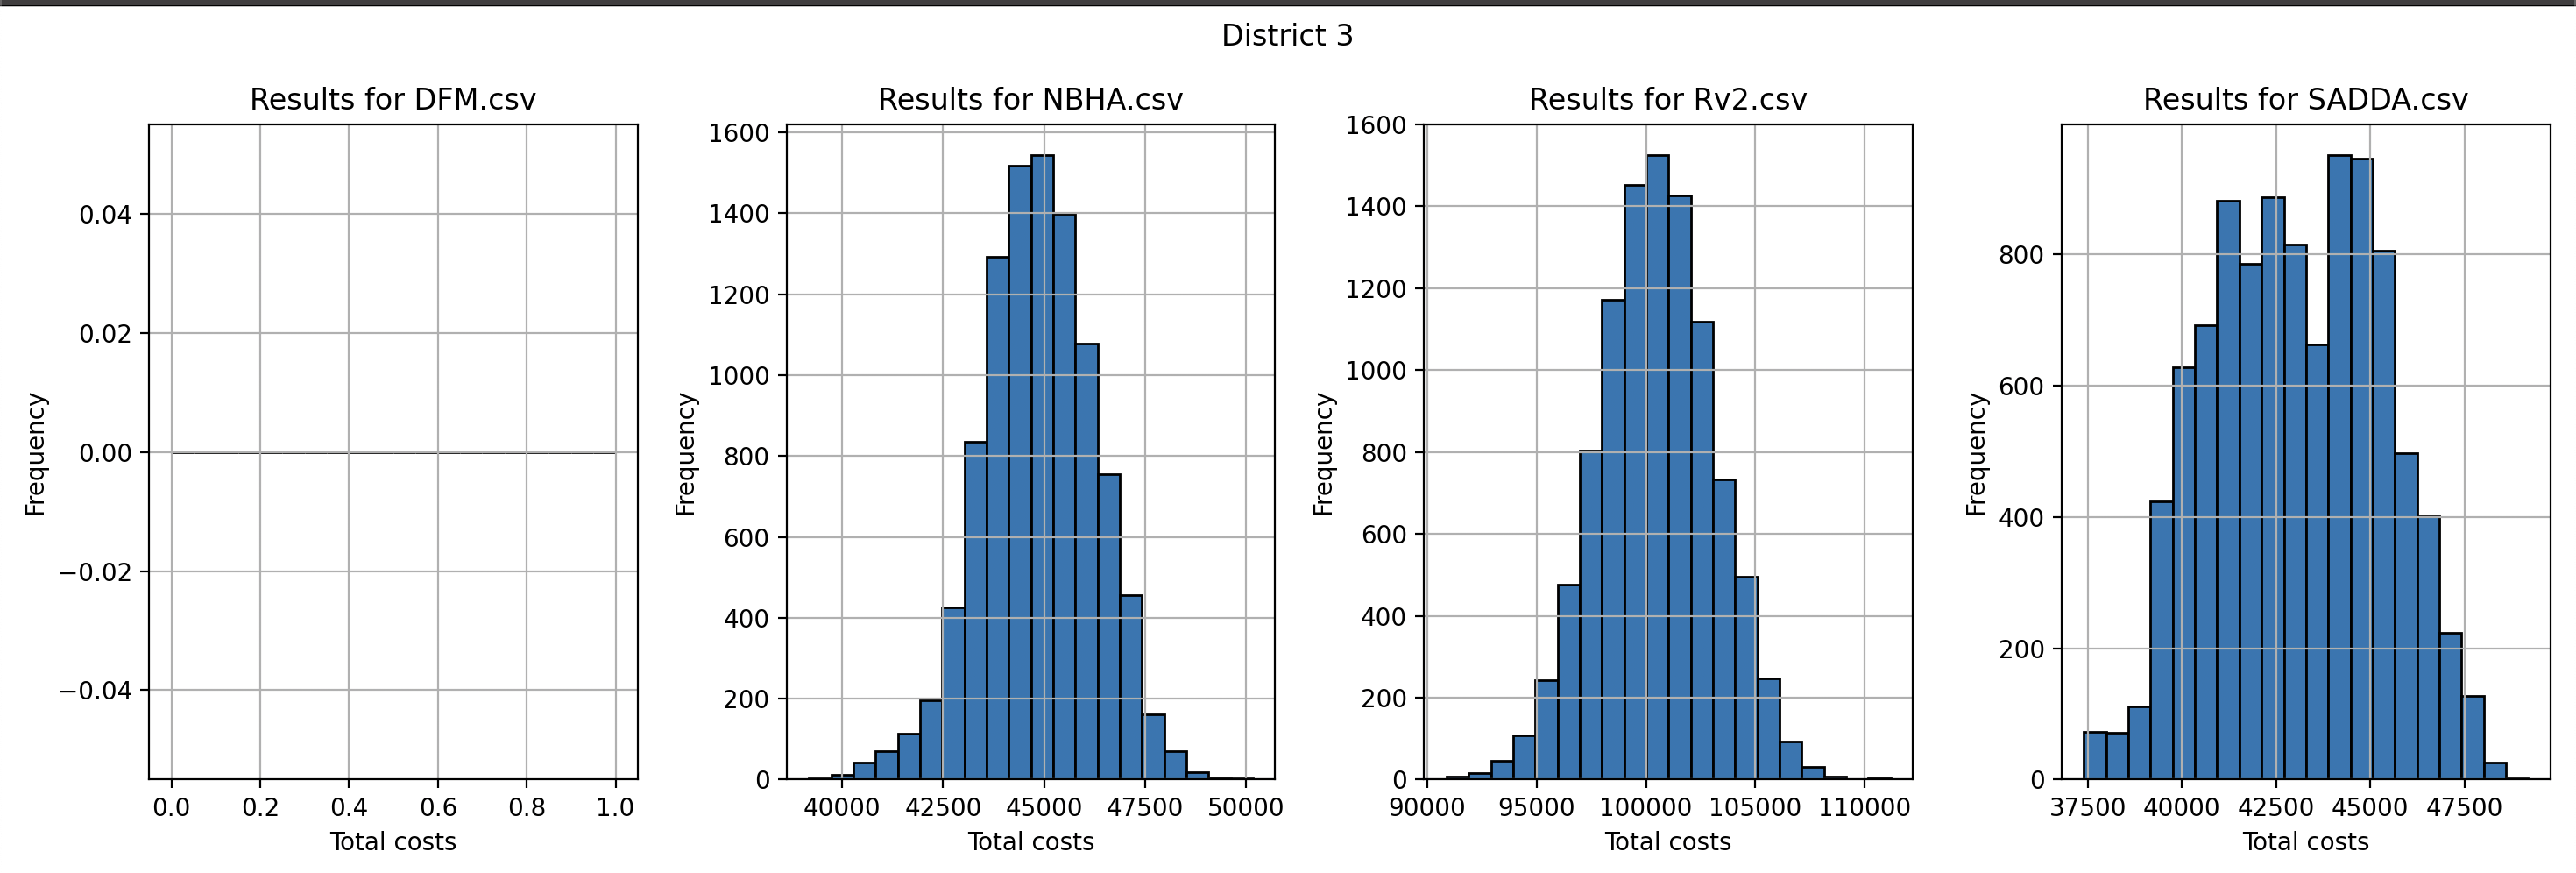 District 3
Results for DFM.csv
Frequency
0.04
0.02
0.00
−0.02
−0.04
0.0 0.2 0.4 0.6 0.8 1.0
Total costs
Results for NBHA.csv
Frequency
1600
1400
1200
1000
800
600
400
200
0
40000 42500 45000 47500 50000
Total costs
Results for Rv2.csv
Frequency
1600
1400
1200
1000
800
600
400
200
0
90000 95000 100000 105000 110000
Total costs
Results for SADDA.csv
Frequency
800
600
400
200
0
37500 40000 42500 45000 47500
Total costs